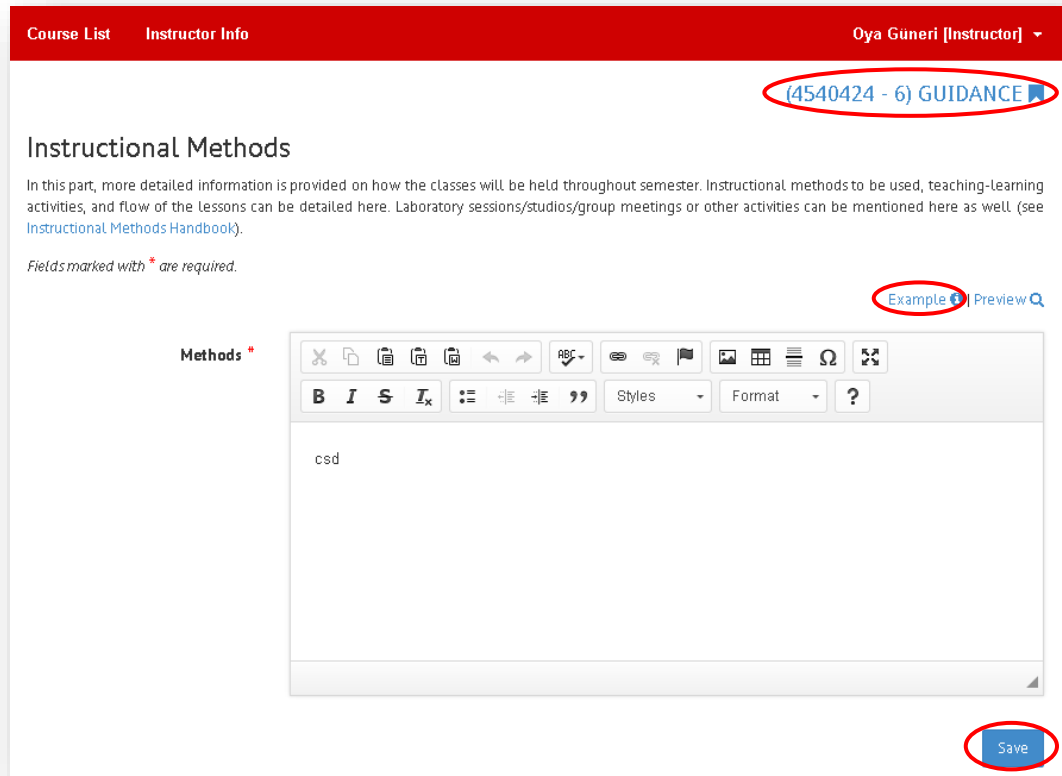 Course List Instructor Info Oya Güneri [Instructor]
(4540424 - 6) GUIDANCE
Instructional Methods
In this part, more detailed information is provided on how the classes will be held throughout semester. Instructional methods to be used, teaching-learning
activities, and flow of the lessons can be detailed here. Laboratory sessions/studios/group meetings or other activities can be mentioned here as well (see
Instructional Methods Handbook).
Fields marked with * are required.
Example | Preview
Methods *
ABC
Ω
B I S Ix Styles Format ?
csd
Save